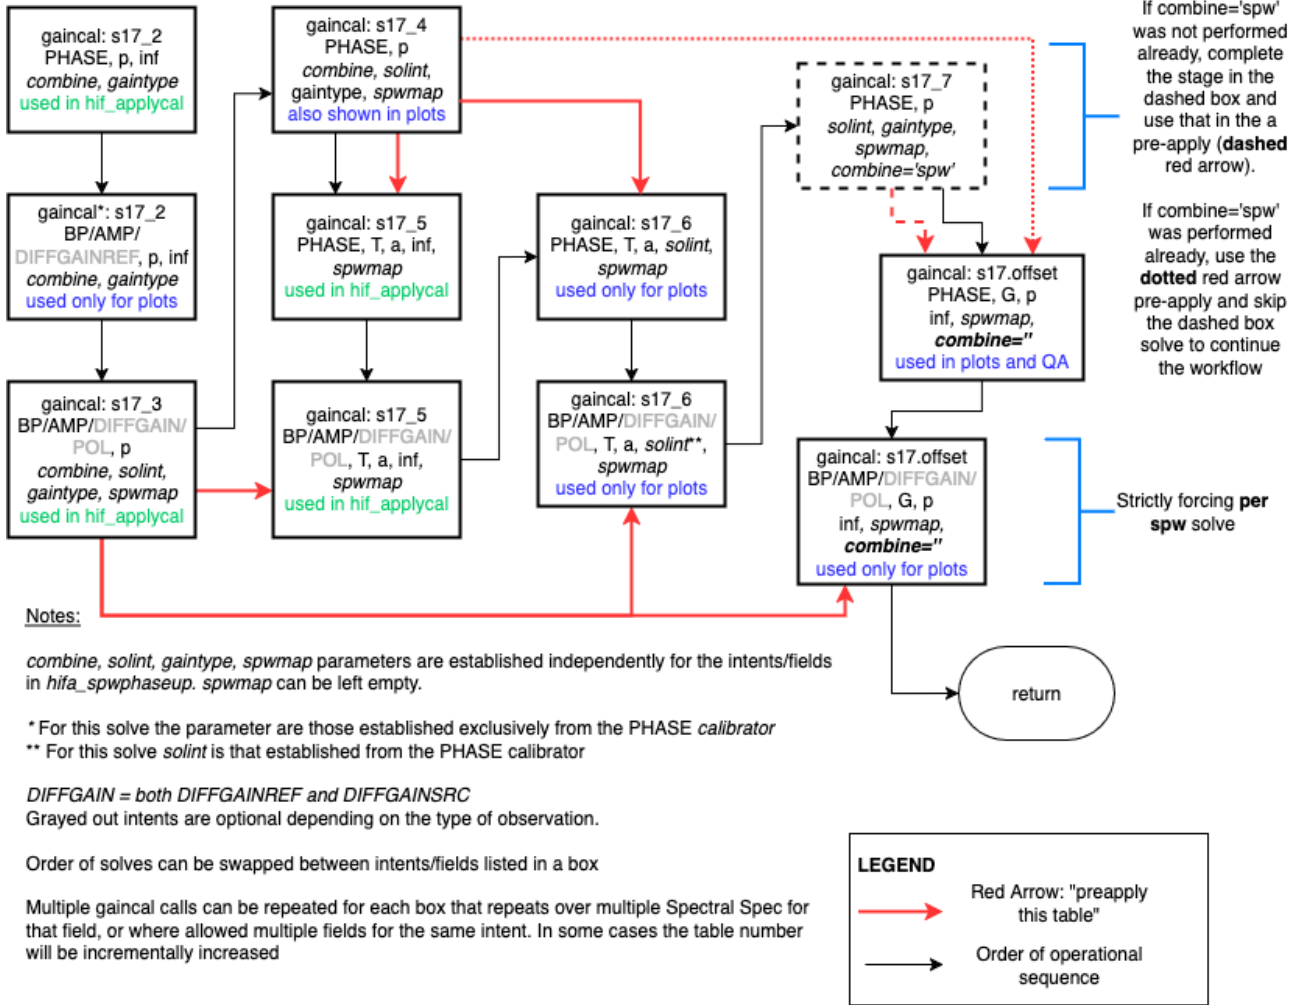 gaincal: s17_2
PHASE, p, inf
combine, gaintype
used in hif_applycal
gaincal*: s17_2
BP/AMP/
DIFFGAINREF, p, inf
combine, gaintype
used only for plots
gaincal: s17_3
BP/AMP/DIFFGAIN/
POL, p
combine, solint,
gaintype, spwmap
used in hif_applycal
gaincal: s17_4
PHASE, p
combine, solint,
gaintype, spwmap
also shown in plots
gaincal: s17_5
PHASE, T, a, inf,
spwmap
used in hif_applycal
gaincal: s17_5
BP/AMP/DIFFGAIN/
POL, T, a, inf,
spwmap
used in hif_applycal
gaincal: s17_6
PHASE, T, a, solint,
spwmap
used only for plots
gaincal: s17_6
BP/AMP/DIFFGAIN/
POL, T, a, solint**,
spwmap
used only for plots
gaincal: s17_7
PHASE, p
solint, gaintype,
spwmap,
combine='spw'
gaincal: s17.offset
PHASE, G, p
inf, spwmap,
combine=''
used in plots and QA
gaincal: s17.offset
BP/AMP/DIFFGAIN/
POL, G, p
inf, spwmap,
combine=''
used only for plots
return
If combine='spw'
was not performed
already, complete
the stage in the
dashed box and
use that in the a
pre-apply (dashed
red arrow).
If combine='spw'
was performed
already, use the
dotted red arrow
pre-apply and skip
the dashed box
solve to continue
the workflow
Strictly forcing per
spw solve
Notes:
combine, solint, gaintype, spwmap parameters are established independently for the intents/fields
in hifa_spwphaseup. spwmap can be left empty.
* For this solve the parameter are those established exclusively from the PHASE calibrator
** For this solve solint is that established from the PHASE calibrator
DIFFGAIN = both DIFFGAINREF and DIFFGAINSRC
Grayed out intents are optional depending on the type of observation.
Order of solves can be swapped between intents/fields listed in a box
Multiple gaincal calls can be repeated for each box that repeats over multiple Spectral Spec for
that field, or where allowed multiple fields for the same intent. In some cases the table number
will be incrementally increased
LEGEND
Red Arrow: "preapply
this table"
Order of operational
sequence